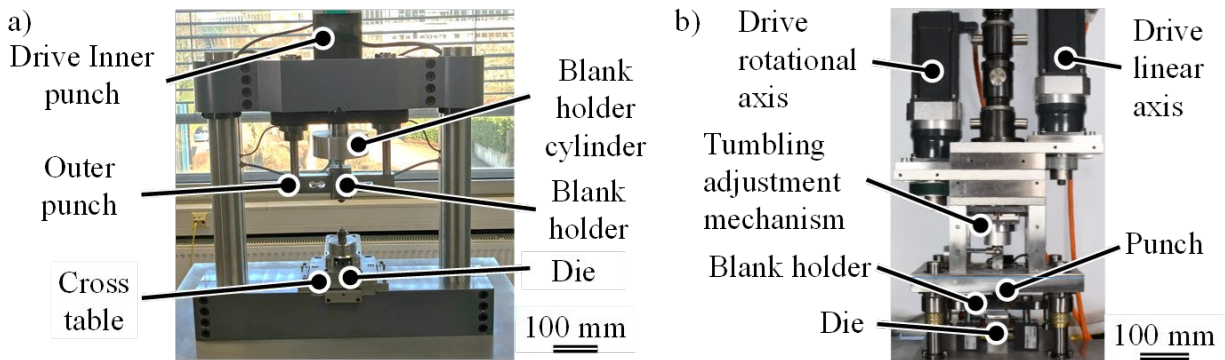 a)
Drive Inner
punch
Outer
punch
Cross
table
Blank
holder
cylinder
Blank
holder
Die
100 mm
b)
Drive
rotational
axis
Tumbling
adjustment
mechanism
Blank holder
Die
Drive
linear
axis
Punch
100 mm